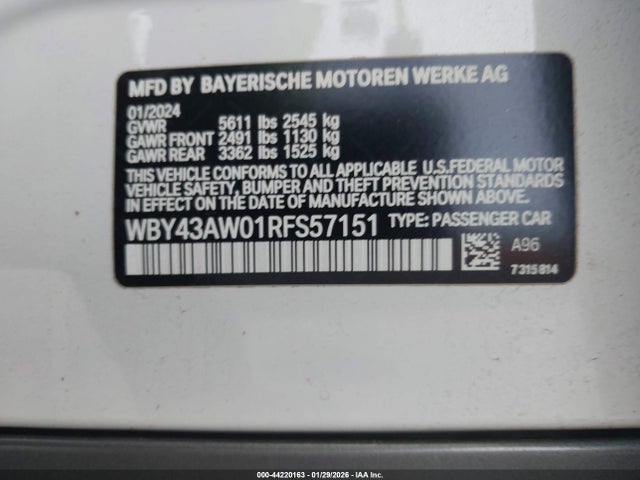 MFD BY BAYERISCHE MOTOREN WERKE AG
01/2024
GVWR 5611 lbs 2545 kg
GAWR FRONT 2491 lbs 1130 kg
GAWR REAR 3362 lbs 1525 kg
THIS VEHICLE CONFORMS TO ALL APPLICABLE U.S.FEDERAL MOTOR
VEHICLE SAFETY, BUMPER AND THEFT PREVENTION STANDARDS
IN EFFECT ON THE DATE OF MANUFACTURE SHOWN ABOVE.
WBY43AW01RFS57151 TYPE: PASSENGER CAR
A96
7315814
000-44220163 - 01/29/2026 - IAA Inc.